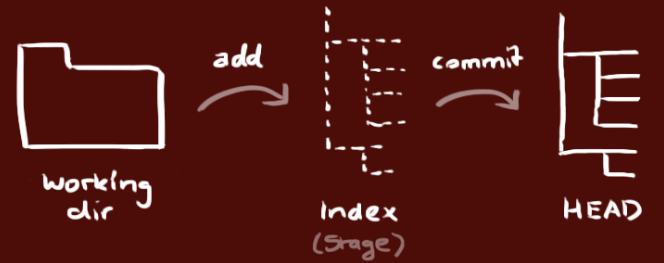 add
commit
working
dir
Index
(Stage)
HEAD